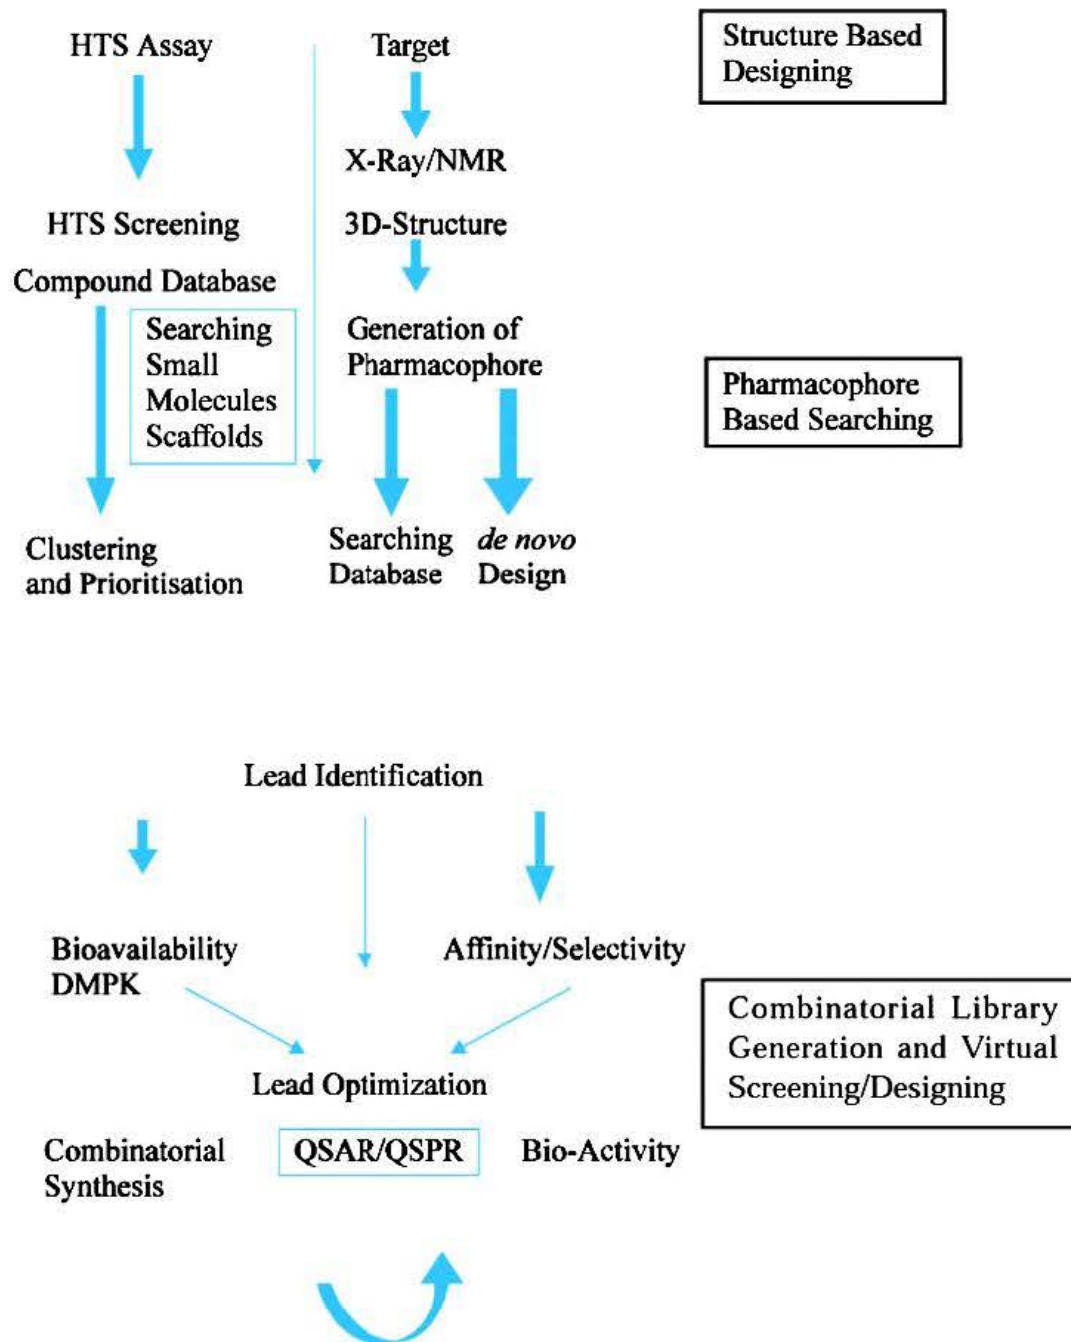 HTS Assay
Target
Structure Based
Designing
X-Ray/NMR
HTS Screening
3D-Structure
Compound Database
Searching
Small
Molecules
Scaffolds
Generation of
Pharmacophore
Pharmacophore
Based Searching
Clustering
and Prioritisation
Searching
Database
de novo
Design
Lead Identification
Bioavailability
DMPK
Affinity/Selectivity
Combinatorial Library
Generation and Virtual
Screening/Designing
Lead Optimization
Combinatorial
Synthesis
QSAR/QSPR
Bio-Activity